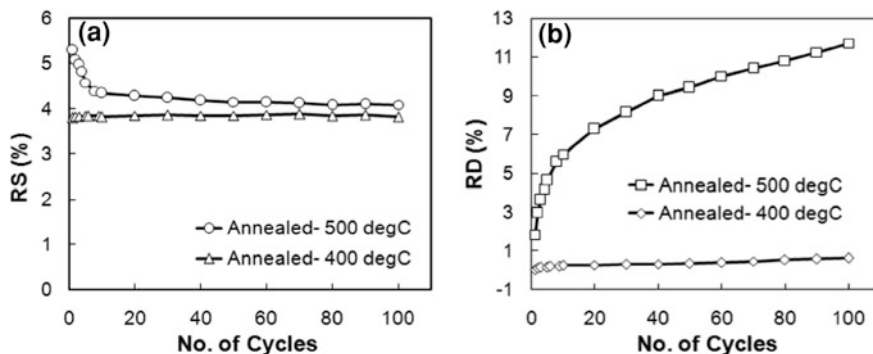 (a)
6
5
4
3
2
1
0
RS (%)
Annealed- 500 degC
Annealed- 400 degC
0 20 40 60 80 100
No. of Cycles
(b)
13
11
9
7
5
3
1
-1
RD (%)
Annealed- 500 degC
Annealed- 400 degC
0 20 40 60 80 100
No. of Cycles